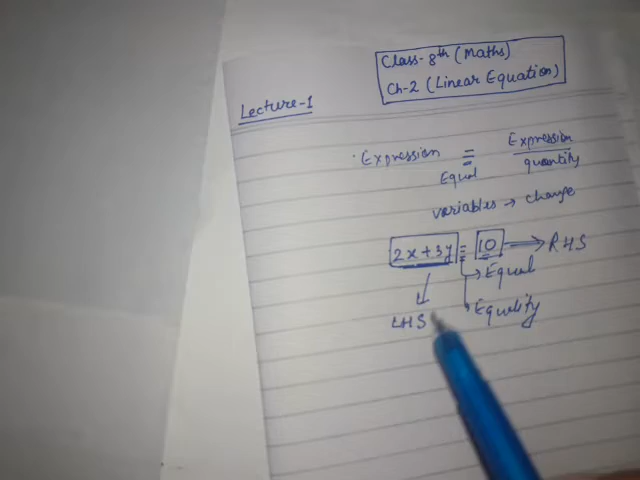 Class-8th (Maths)
Ch-2 (Linear Equation)
Lecture-1
Expression = Expression/quantity
Equal
variables → change
2x+3y = 10 → RHS
→ Equal
LHS → Equality